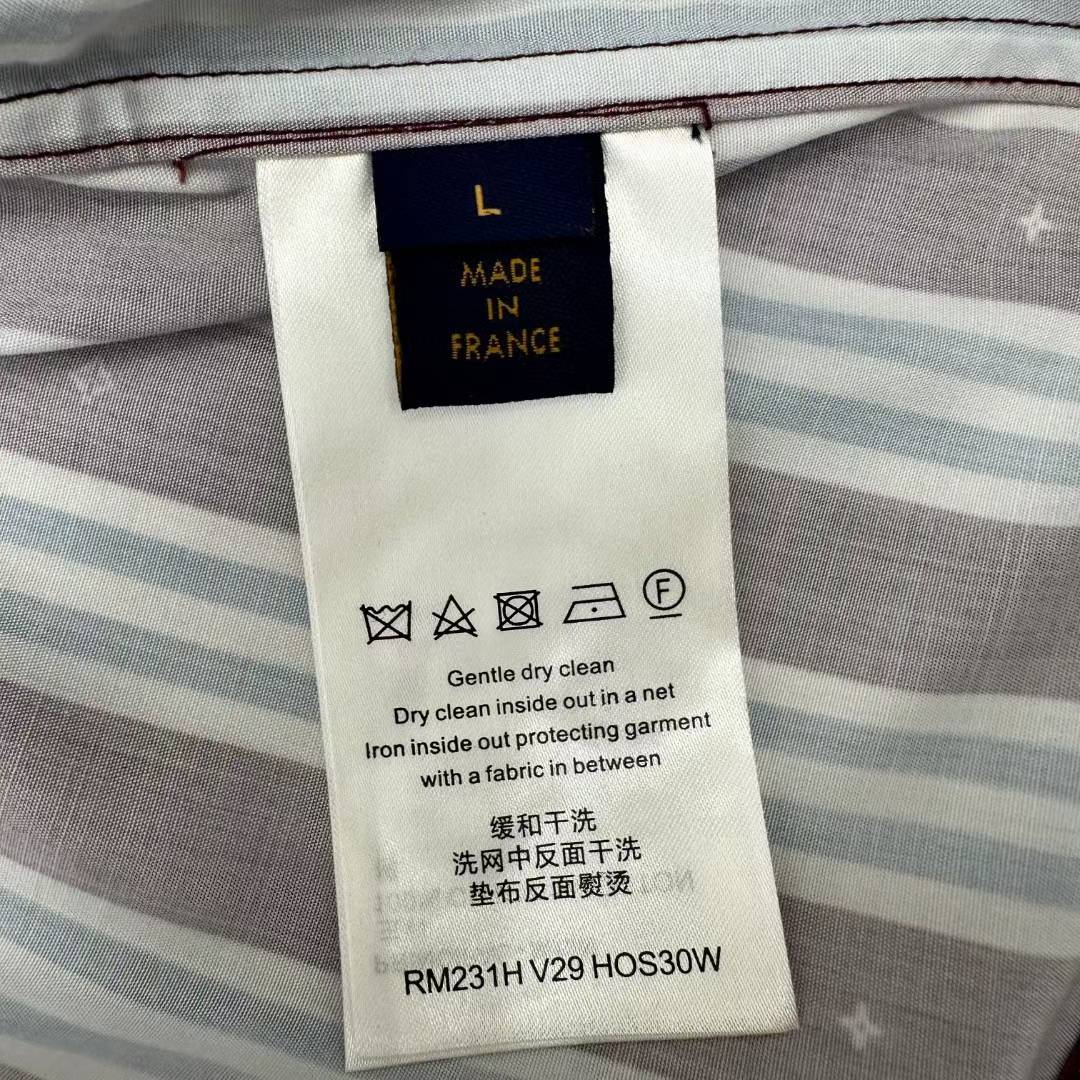 L
MADE
IN
FRANCE
F
Gentle dry clean
Dry clean inside out in a net
Iron inside out protecting garment
with a fabric in between
缓和干洗
洗网中反面干洗
垫布反面熨烫
RM231H V29 HOS30W